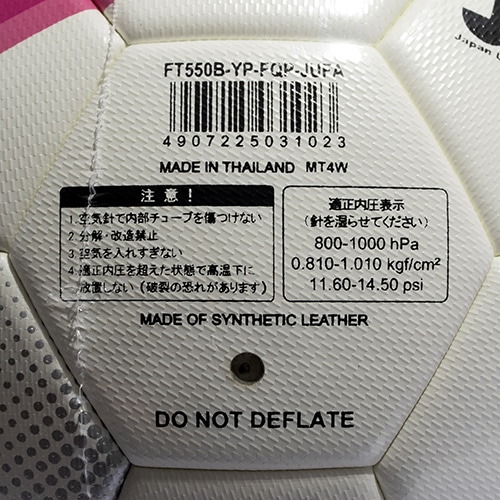 Japan
FT550B-YP-FQP-JUFA
4907225031023
MADE IN THAILAND MT4W
注意!
1.空気針で内部チューブを傷つけない
2.分解・改造禁止
3.空気を入れすぎない
4.適正内圧を超えた状態で高温下に
放置しない(破裂の恐れがあります)
適正内圧表示
(針を湿らせてください)
800-1000 hPa
0.810-1.010 kgf/cm²
11.60-14.50 psi
MADE OF SYNTHETIC LEATHER
DO NOT DEFLATE